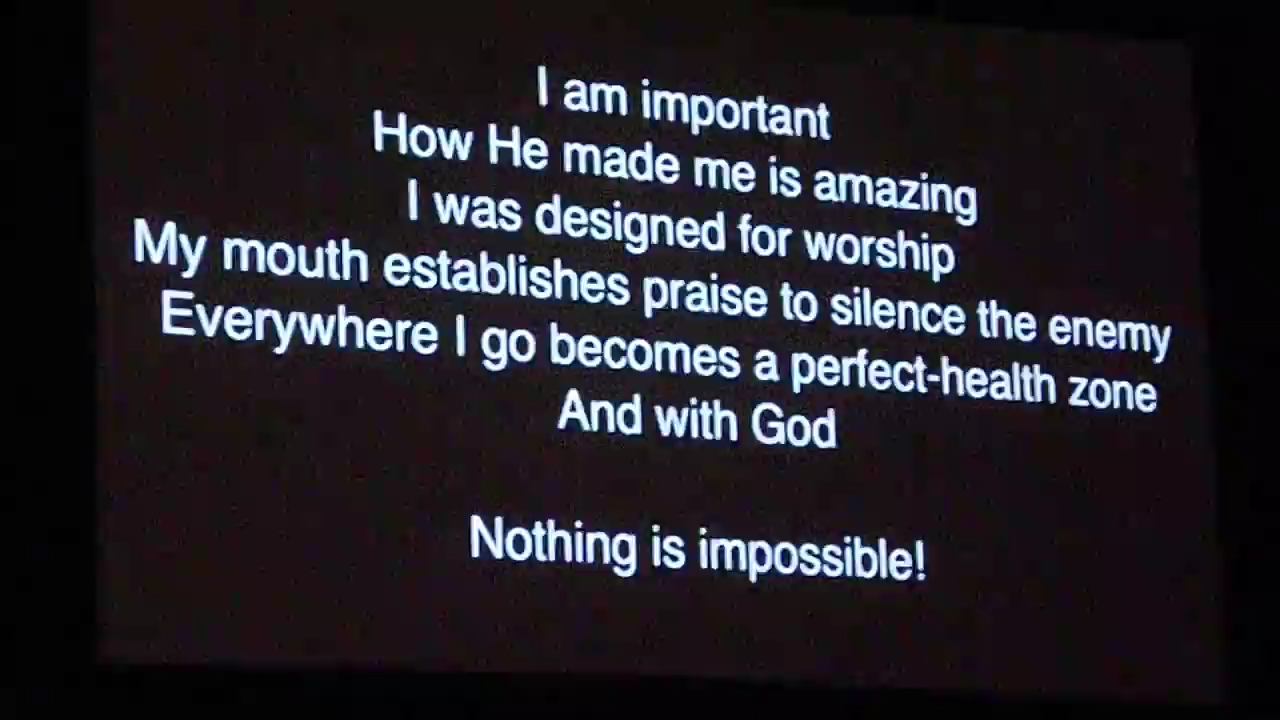 I am important
How He made me is amazing
I was designed for worship
My mouth establishes praise to silence the enemy
Everywhere I go becomes a perfect-health zone
And with God
Nothing is impossible!